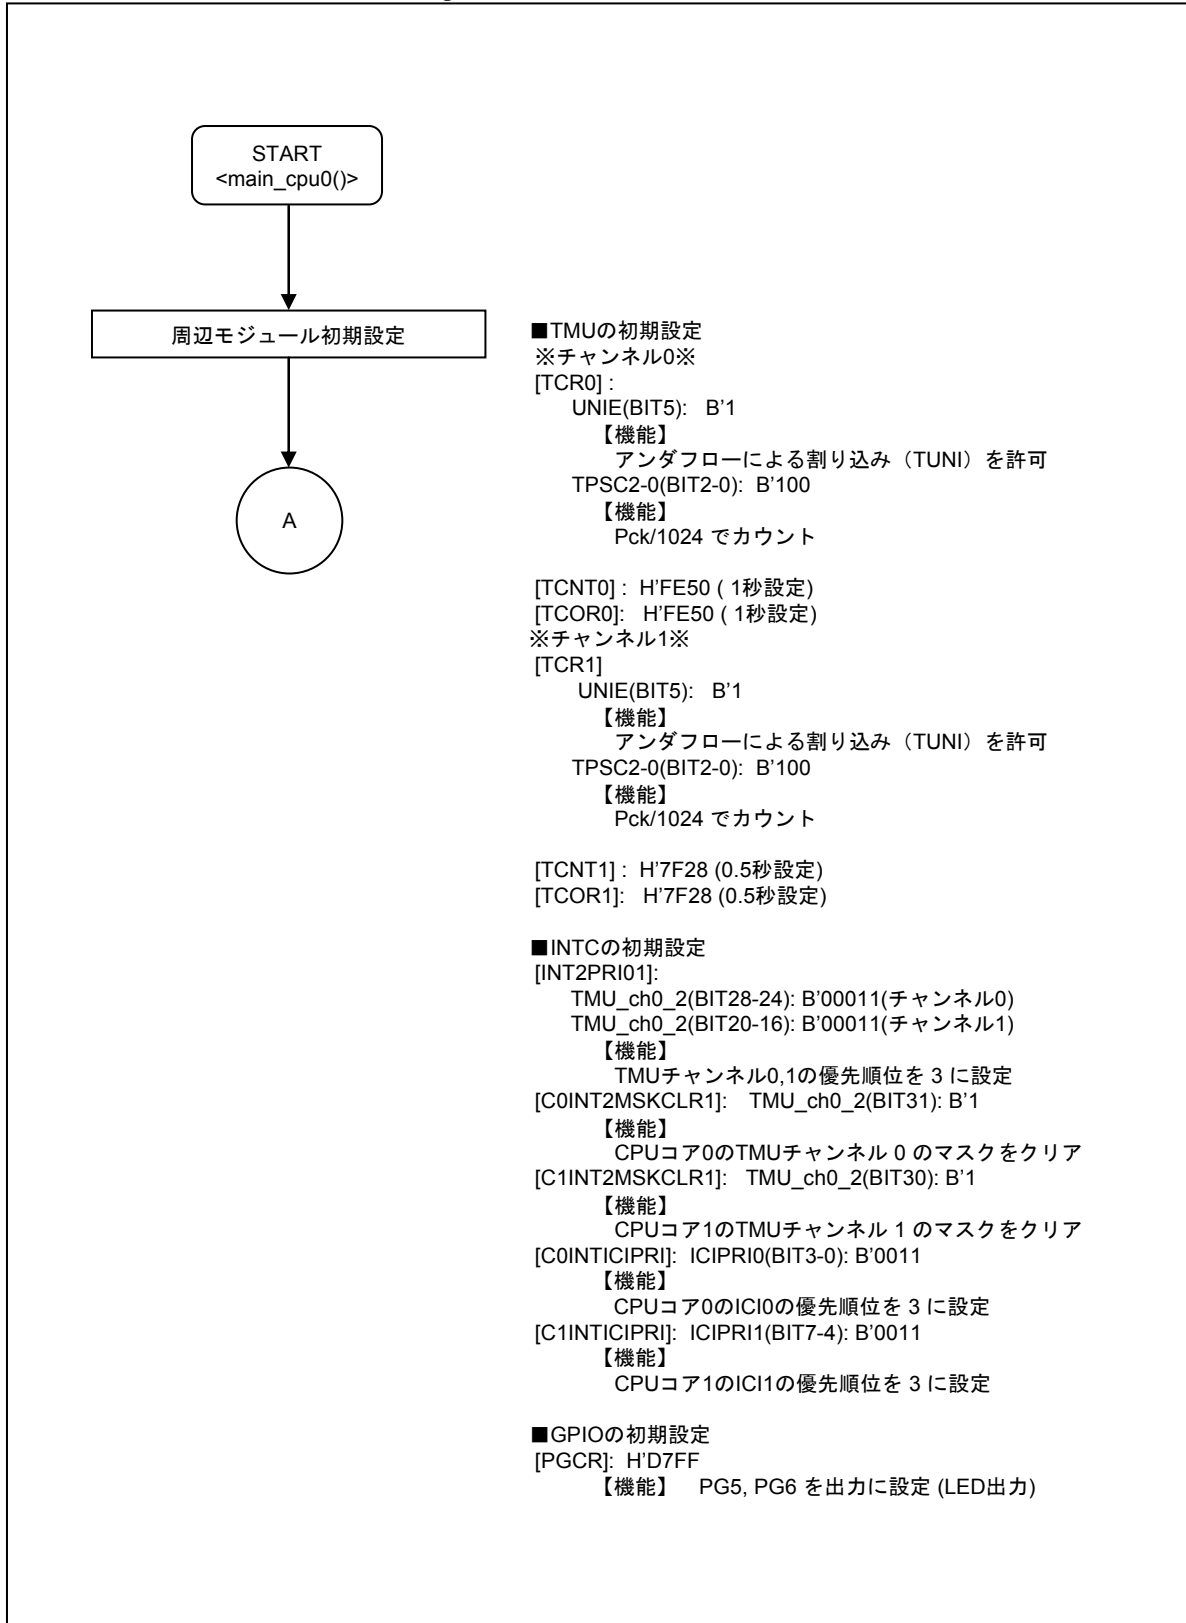 START
<main_cpu0()>
周辺モジュール初期設定
A
■TMUの初期設定
※チャンネル0※
[TCR0] :
UNIE(BIT5): B’1
【機能】
アンダフローによる割り込み（TUNI）を許可
TPSC2-0(BIT2-0): B’100
【機能】
Pck/1024 でカウント
[TCNT0] : H’FE50 ( 1秒設定)
[TCOR0]: H’FE50 ( 1秒設定)
※チャンネル1※
[TCR1]
UNIE(BIT5): B’1
【機能】
アンダフローによる割り込み（TUNI）を許可
TPSC2-0(BIT2-0): B’100
【機能】
Pck/1024 でカウント
[TCNT1] : H’7F28 (0.5秒設定)
[TCOR1]: H’7F28 (0.5秒設定)
■INTCの初期設定
[INT2PRI01]:
TMU_ch0_2(BIT28-24): B’00011(チャンネル0)
TMU_ch0_2(BIT20-16): B’00011(チャンネル1)
【機能】
TMUチャンネル0,1の優先順位を 3 に設定
[C0INT2MSKCLR1]: TMU_ch0_2(BIT31): B’1
【機能】
CPUコア0のTMUチャンネル 0 のマスクをクリア
[C1INT2MSKCLR1]: TMU_ch0_2(BIT30): B’1
【機能】
CPUコア1のTMUチャンネル 1 のマスクをクリア
[C0INTICIPRI]: ICIPRI0(BIT3-0): B’0011
【機能】
CPUコア0のICI0の優先順位を 3 に設定
[C1INTICIPRI]: ICIPRI1(BIT7-4): B’0011
【機能】
CPUコア1のICI1の優先順位を 3 に設定
■GPIOの初期設定
[PGCR]: H’D7FF
【機能】 PG5, PG6 を出力に設定 (LED出力)